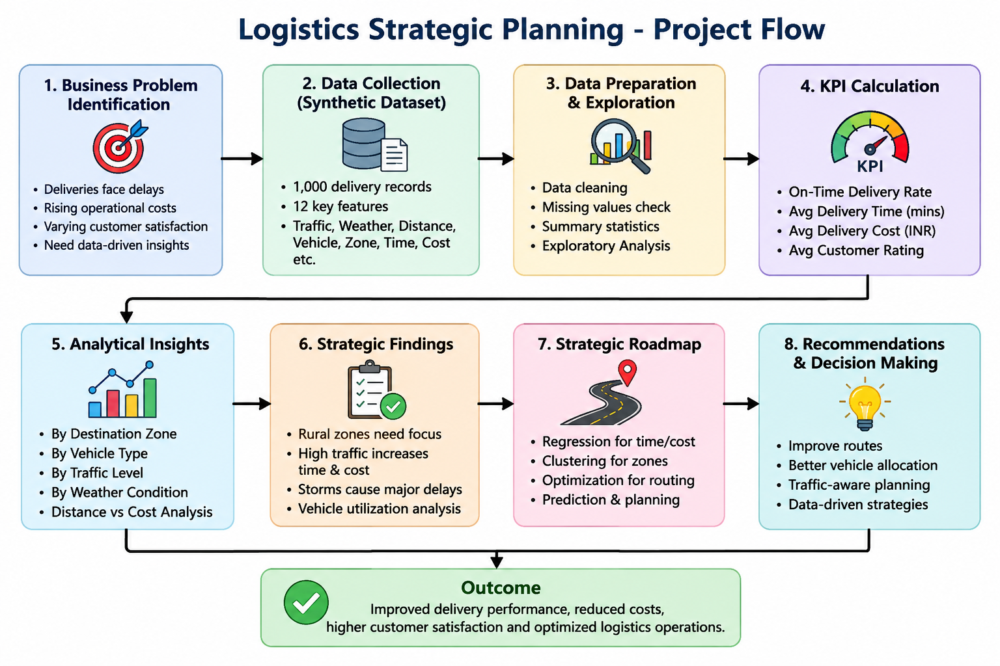 Logistics Strategic Planning - Project Flow
1. Business Problem
Identification
• Deliveries face delays
• Rising operational costs
• Varying customer satisfaction
• Need data-driven insights
2. Data Collection
(Synthetic Dataset)
• 1,000 delivery records
• 12 key features
• Traffic, Weather, Distance,
Vehicle, Zone, Time, Cost
etc.
3. Data Preparation
& Exploration
• Data cleaning
• Missing values check
• Summary statistics
• Exploratory Analysis
4. KPI Calculation
KPI
• On-Time Delivery Rate
• Avg Delivery Time (mins)
• Avg Delivery Cost (INR)
• Avg Customer Rating
5. Analytical Insights
• By Destination Zone
• By Vehicle Type
• By Traffic Level
• By Weather Condition
• Distance vs Cost Analysis
6. Strategic Findings
• Rural zones need focus
• High traffic increases
time & cost
• Storms cause major delays
• Vehicle utilization analysis
7. Strategic Roadmap
• Regression for time/cost
• Clustering for zones
• Optimization for routing
• Prediction & planning
8. Recommendations
& Decision Making
• Improve routes
• Better vehicle allocation
• Traffic-aware planning
• Data-driven strategies
Outcome
Improved delivery performance, reduced costs,
higher customer satisfaction and optimized logistics operations.